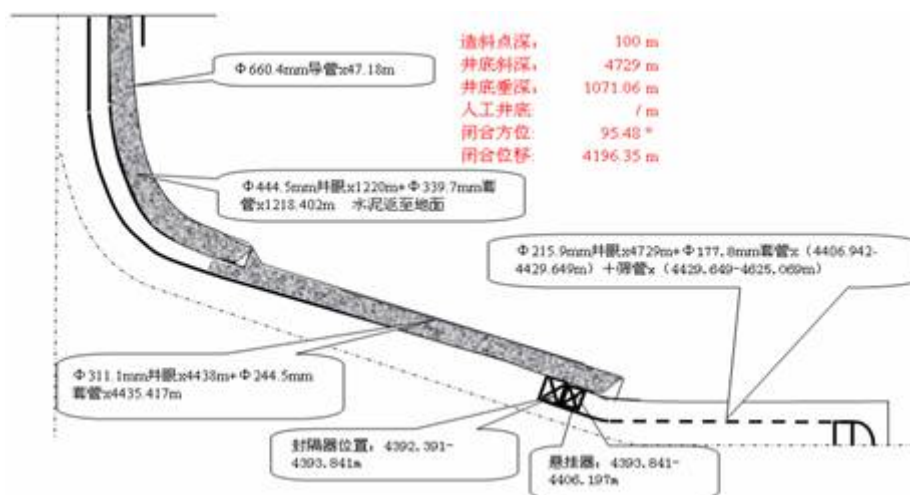 造斜点深： 100 m
井底斜深： 4729 m
井底垂深： 1071.06 m
人工井底： / m
闭合方位： 95.48 °
闭合位移： 4196.35 m
Φ660.4mm导管x47.18m
Φ444.5mm井眼x1220m+Φ339.7mm套
管x1218.402m 水泥返至地面
Φ215.9mm井眼x4729m+Φ177.8mm套管x（4406.942-
4429.649m）＋筛管x（4429.649-4625.069m）
Φ311.1mm井眼x4438m+Φ244.5mm
套管x4435.417m
封隔器位置：4392.391-
4393.841m
悬挂器：4393.841-
4406.197m